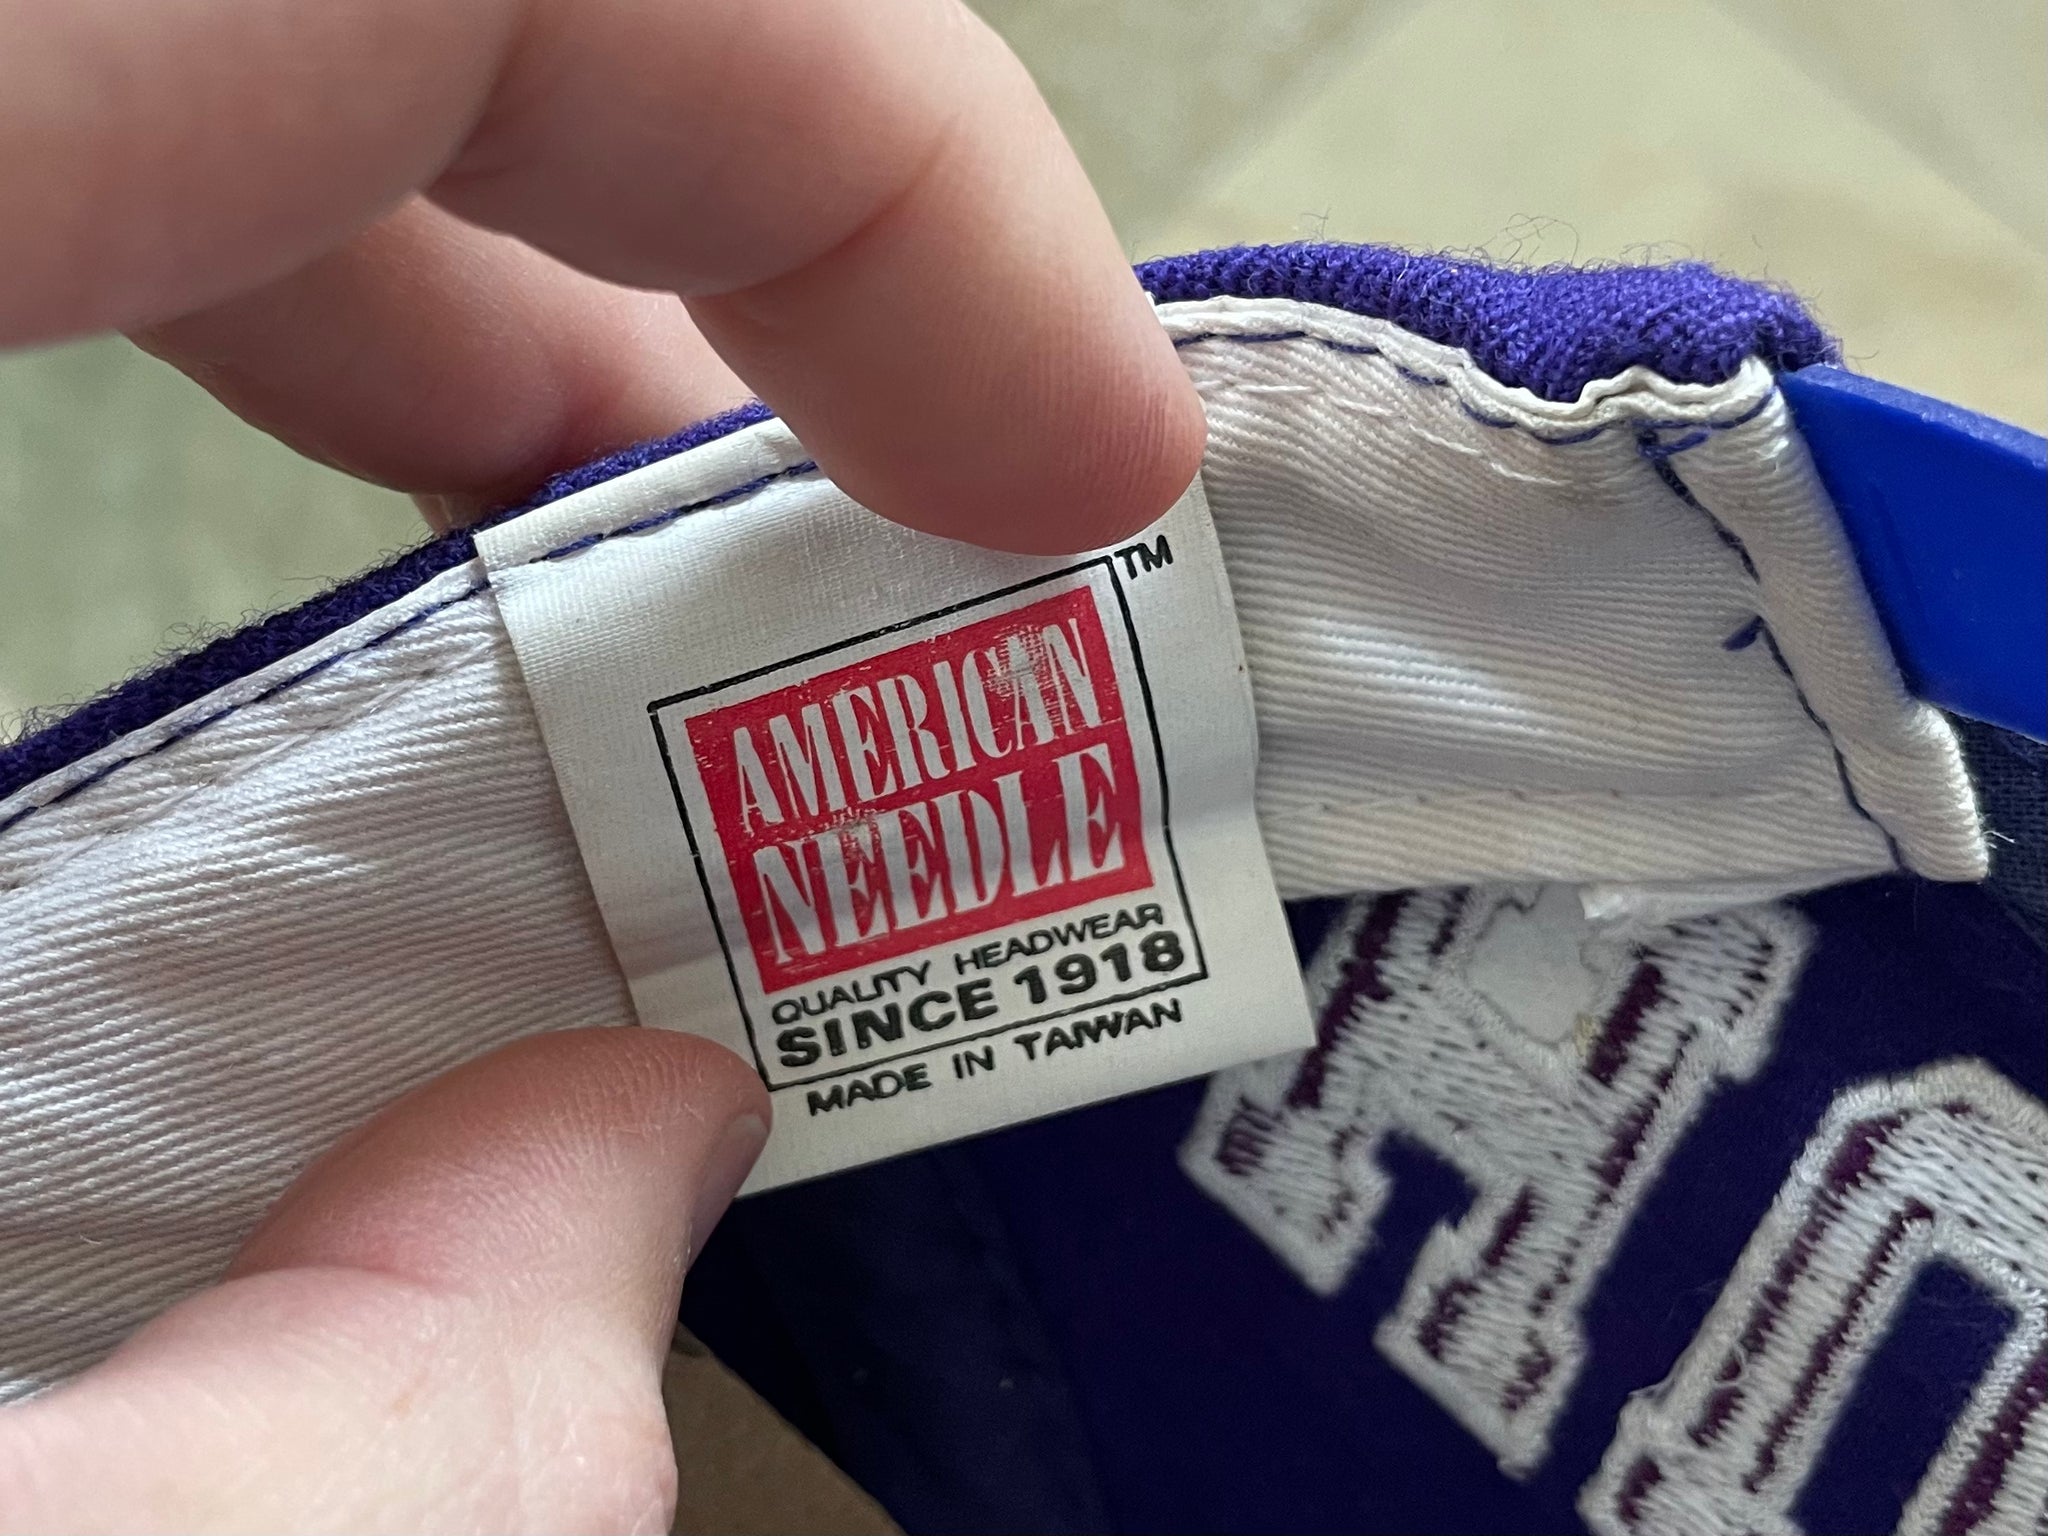 TM
AMERICAN
NEEDLE
QUALITY HEADWEAR
SINCE 1918
MADE IN TAIWAN